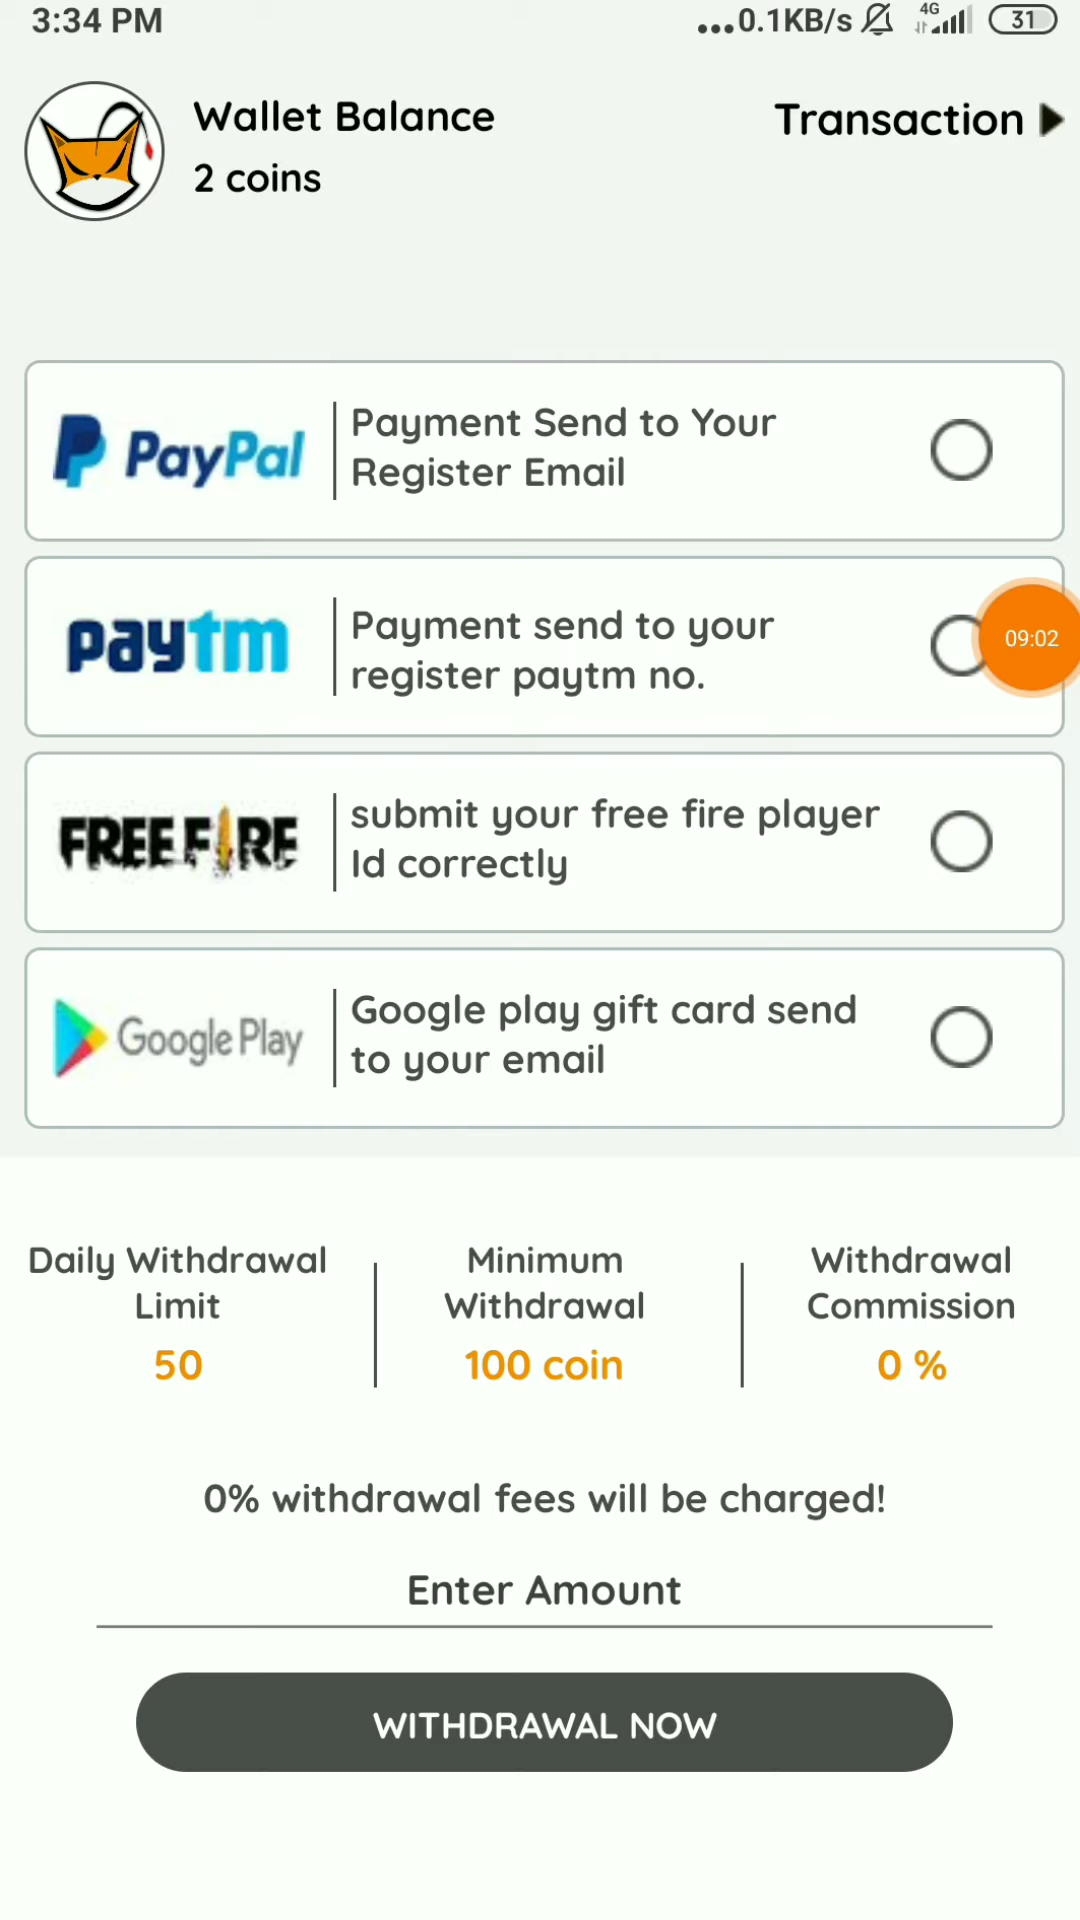 3:34 PM
...0.1KB/s 4G 31
Wallet Balance
Transaction
2 coins
PayPal
Payment Send to Your
Register Email
paytm
Payment send to your
register paytm no.
09:02
FREE FIRE
submit your free fire player
Id correctly
Google Play
Google play gift card send
to your email
Daily Withdrawal
Limit
50
Minimum
Withdrawal
100 coin
Withdrawal
Commission
0 %
0% withdrawal fees will be charged!
Enter Amount
WITHDRAWAL NOW